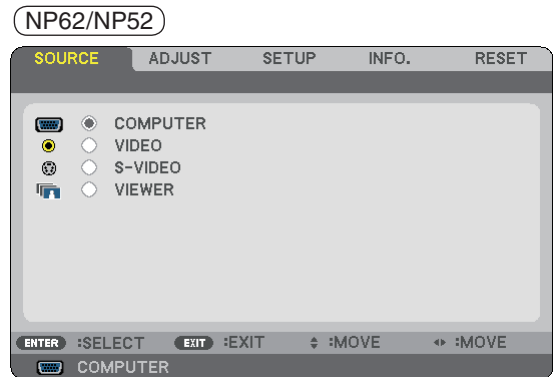 NP62/NP52
SOURCE ADJUST SETUP INFO. RESET
COMPUTER
VIDEO
S-VIDEO
VIEWER
ENTER :SELECT EXIT :EXIT :MOVE :MOVE
COMPUTER